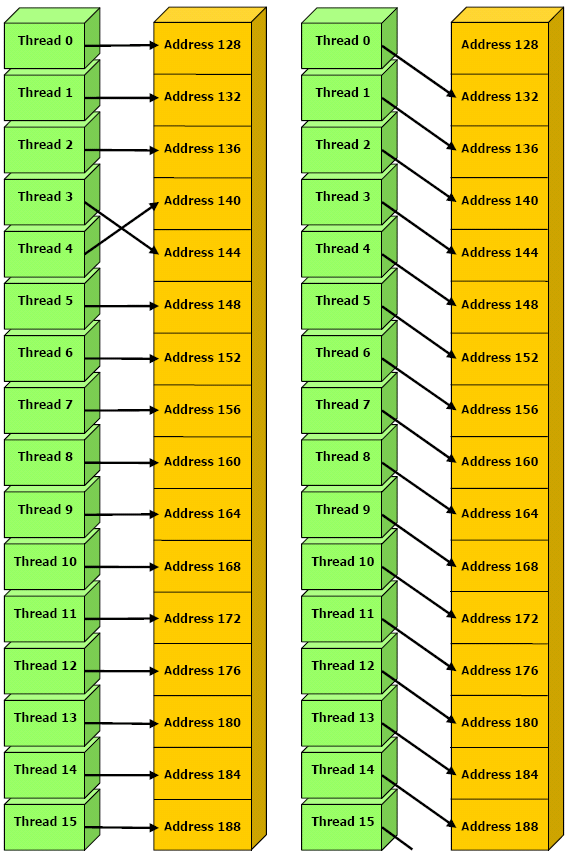 Thread 0 Address 128 Thread 0 Address 128
Thread 1 Address 132 Thread 1 Address 132
Thread 2 Address 136 Thread 2 Address 136
Thread 3 Address 140 Thread 3 Address 140
Thread 4 Address 144 Thread 4 Address 144
Thread 5 Address 148 Thread 5 Address 148
Thread 6 Address 152 Thread 6 Address 152
Thread 7 Address 156 Thread 7 Address 156
Thread 8 Address 160 Thread 8 Address 160
Thread 9 Address 164 Thread 9 Address 164
Thread 10 Address 168 Thread 10 Address 168
Thread 11 Address 172 Thread 11 Address 172
Thread 12 Address 176 Thread 12 Address 176
Thread 13 Address 180 Thread 13 Address 180
Thread 14 Address 184 Thread 14 Address 184
Thread 15 Address 188 Thread 15 Address 188